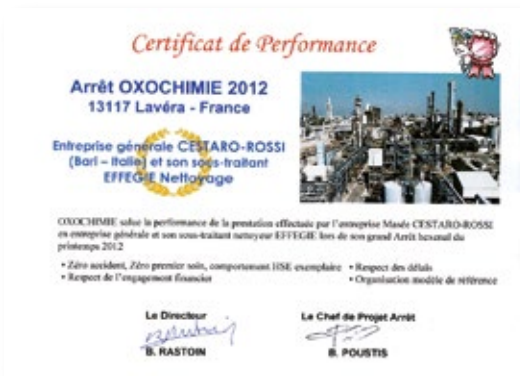 Certificat de Performance
Arrêt OXOCHIMIE 2012
13117 Lavéra - France
Entreprise générale CESTARO-ROSSI
(Bari – Italie) et son sous-traitant
EFFEGIE Nettoyage
OXOCHIMIE salue la performance de la prestation effectuée par l'entreprise CESTARO-ROSSI
en entreprise générale et son sous-traitant nettoyeur EFFEGIE lors de son grand Arrêt hexenal du
printemps 2012
• Zéro accident, Zéro premier soin, comportement HSE exemplaire • Respect des délais
• Respect de l'engagement financier • Organisation modèle de référence
Le Directeur Le Chef de Projet Arrêt
B. RASTOIN B. POUSTIS